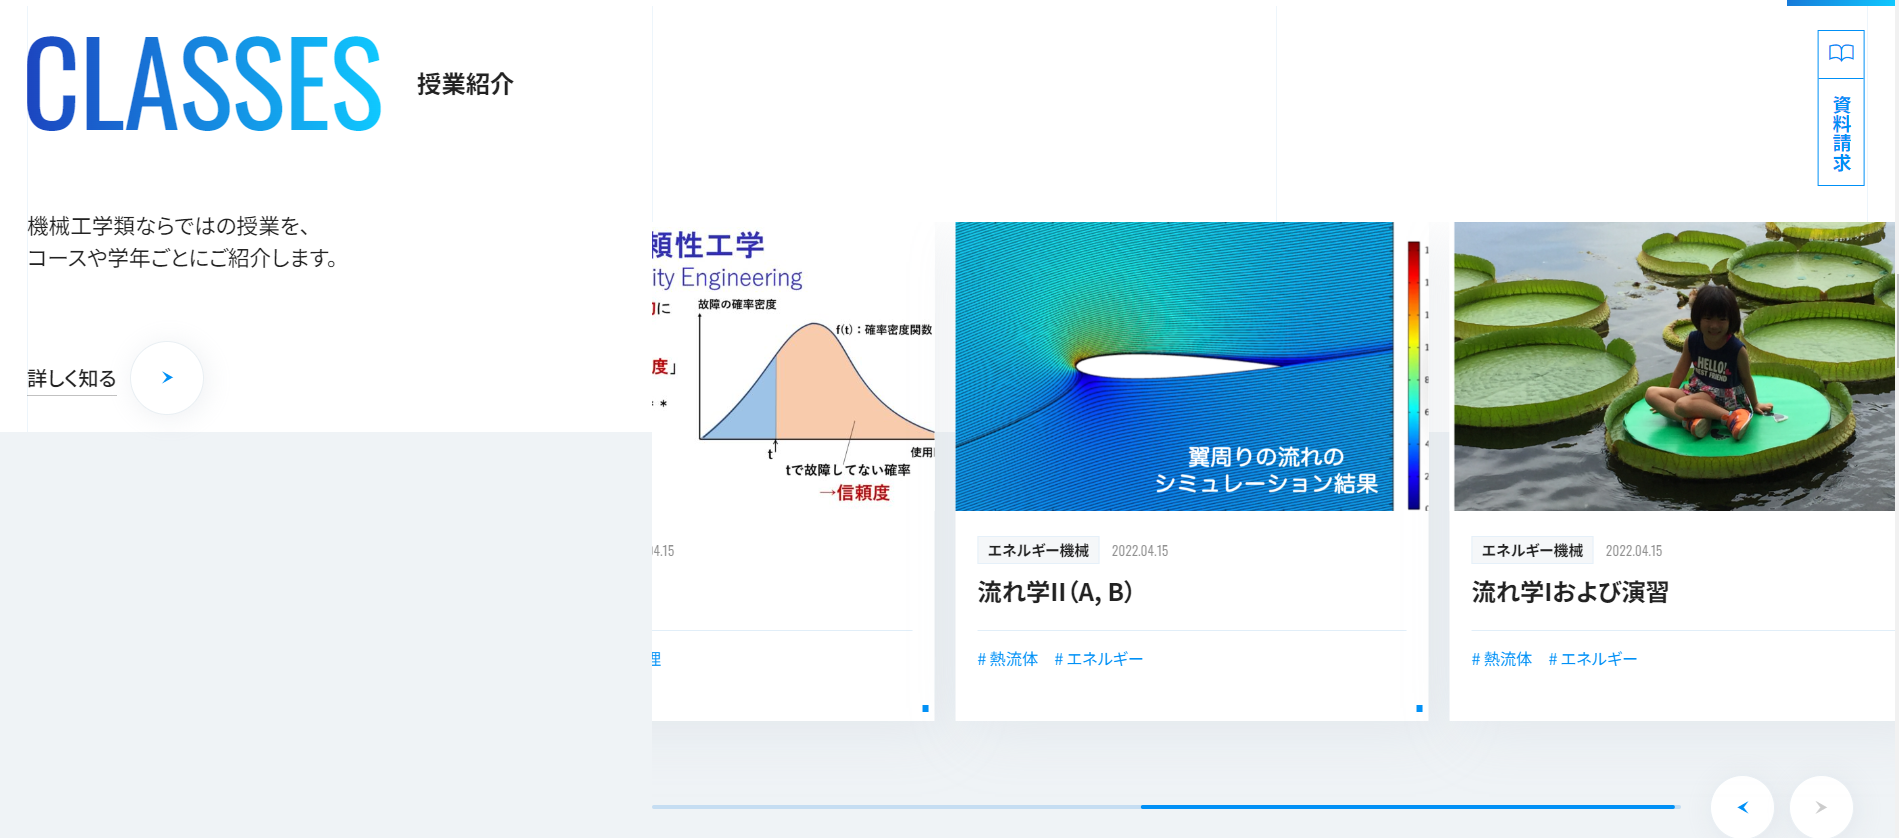 CLASSES
授業紹介
資料請求
機械工学類ならではの授業を、
コースや学年ごとにご紹介します。
詳しく知る
頼性工学
ity Engineering
に
故障の確率密度
f(t)：確率密度関数
度」
* *
t
使用
tで故障してない確率
→信頼度
4.15
理
翼周りの流れの
シミュレーション結果
エネルギー機械
2022.04.15
流れ学II（A, B）
# 熱流体 # エネルギー
HELLO!
BEST FRIEND
エネルギー機械
2022.04.15
流れ学Iおよび演習
# 熱流体 # エネルギー